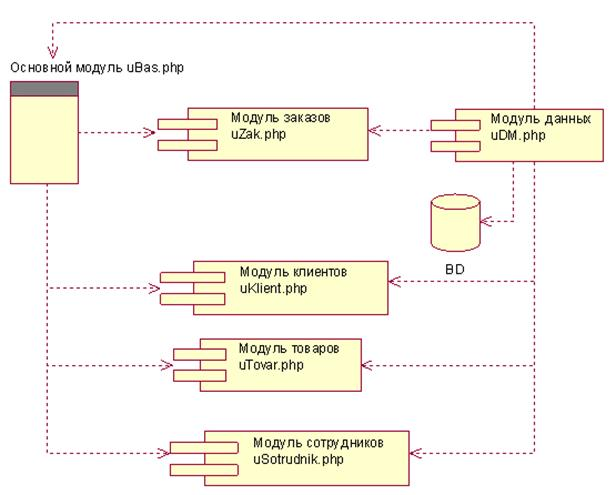 Основной модуль uBas.php
Модуль заказов
uZak.php
Модуль данных
uDM.php
BD
Модуль клиентов
uKlient.php
Модуль товаров
uTovar.php
Модуль сотрудников
uSotrudnik.php